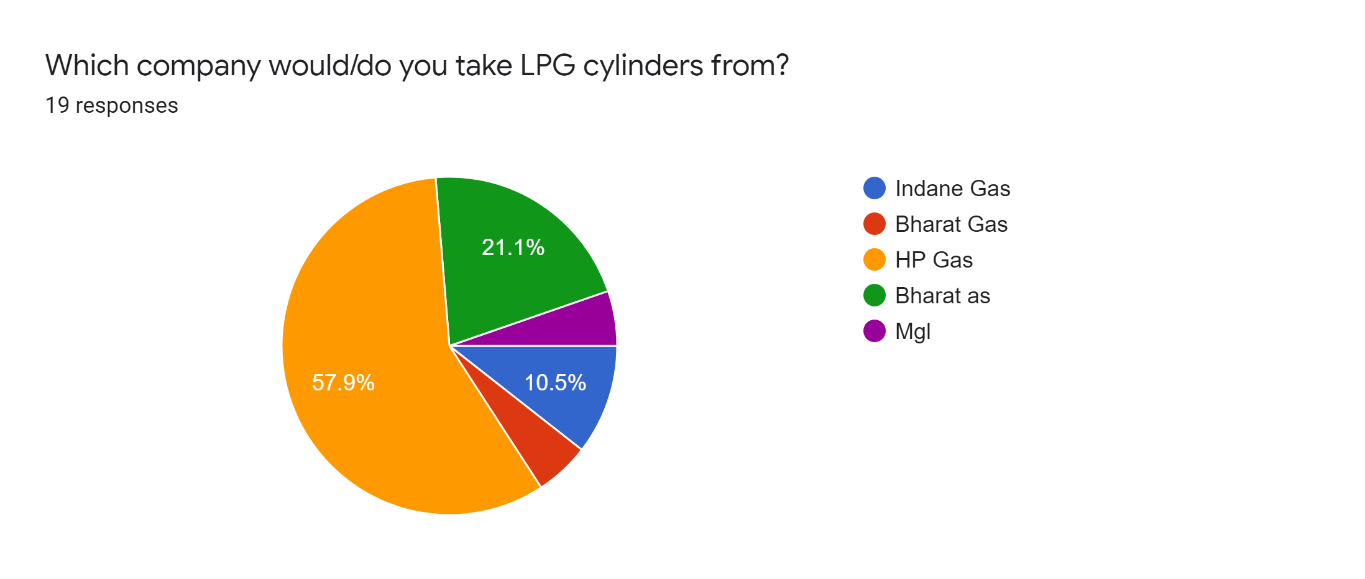 Which company would/do you take LPG cylinders from?
19 responses
21.1%
57.9%
10.5%
Indane Gas
Bharat Gas
HP Gas
Bharat as
Mgl